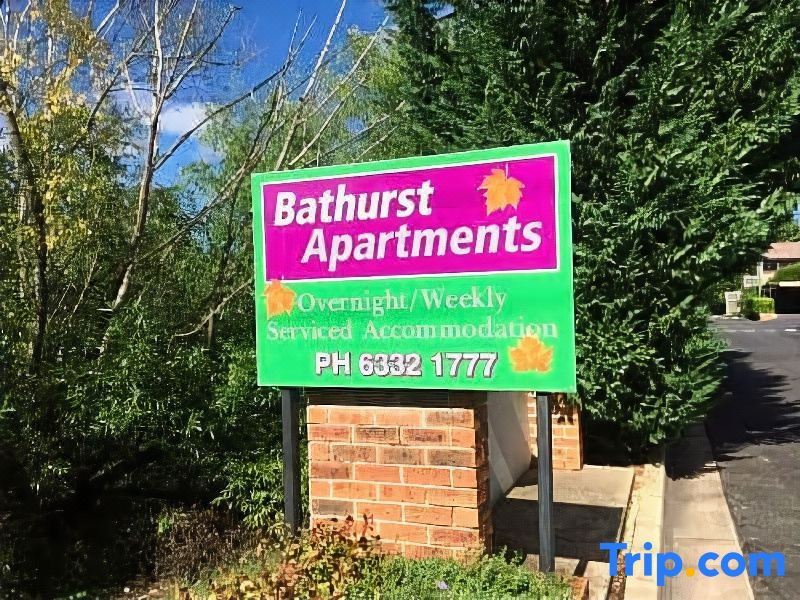 Bathurst
Apartments
Overnight/Weekly
Serviced Accommodation
PH 6332 1777
Trip.com